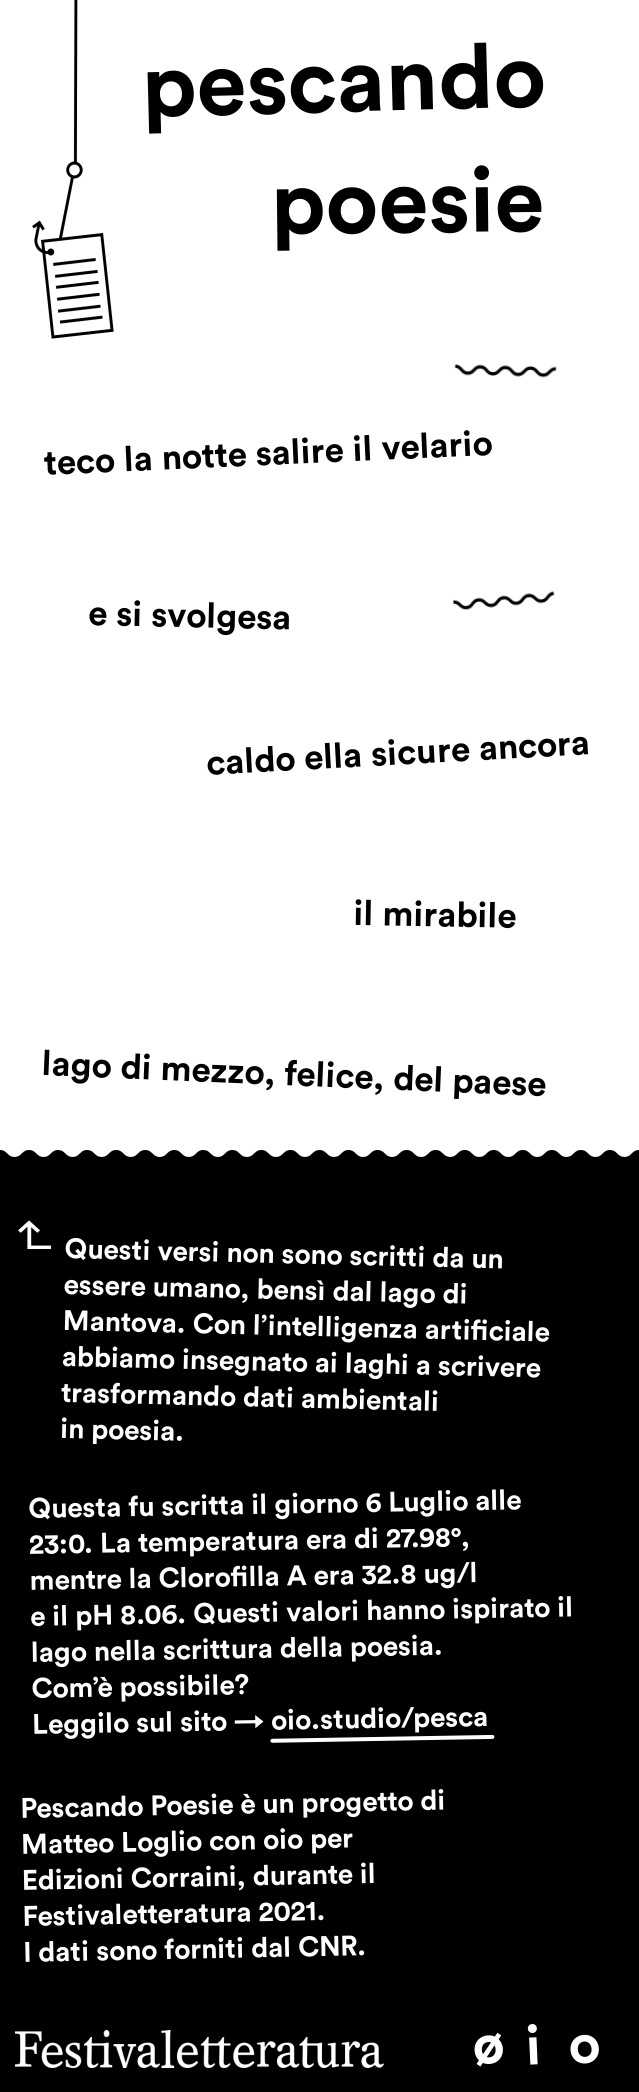 pescando
poesie
teco la notte salire il velario
e si svolgesa
caldo ella sicure ancora
il mirabile
lago di mezzo, felice, del paese
Questi versi non sono scritti da un
essere umano, bensì dal lago di
Mantova. Con l’intelligenza artificiale
abbiamo insegnato ai laghi a scrivere
trasformando dati ambientali
in poesia.
Questa fu scritta il giorno 6 Luglio alle
23:0. La temperatura era di 27.98°,
mentre la Clorofilla A era 32.8 ug/l
e il pH 8.06. Questi valori hanno ispirato il
lago nella scrittura della poesia.
Com’è possibile?
Leggilo sul sito → oio.studio/pesca
Pescando Poesie è un progetto di
Matteo Loglio con oio per
Edizioni Corraini, durante il
Festivaletteratura 2021.
I dati sono forniti dal CNR.
Festivaletteratura ø i o